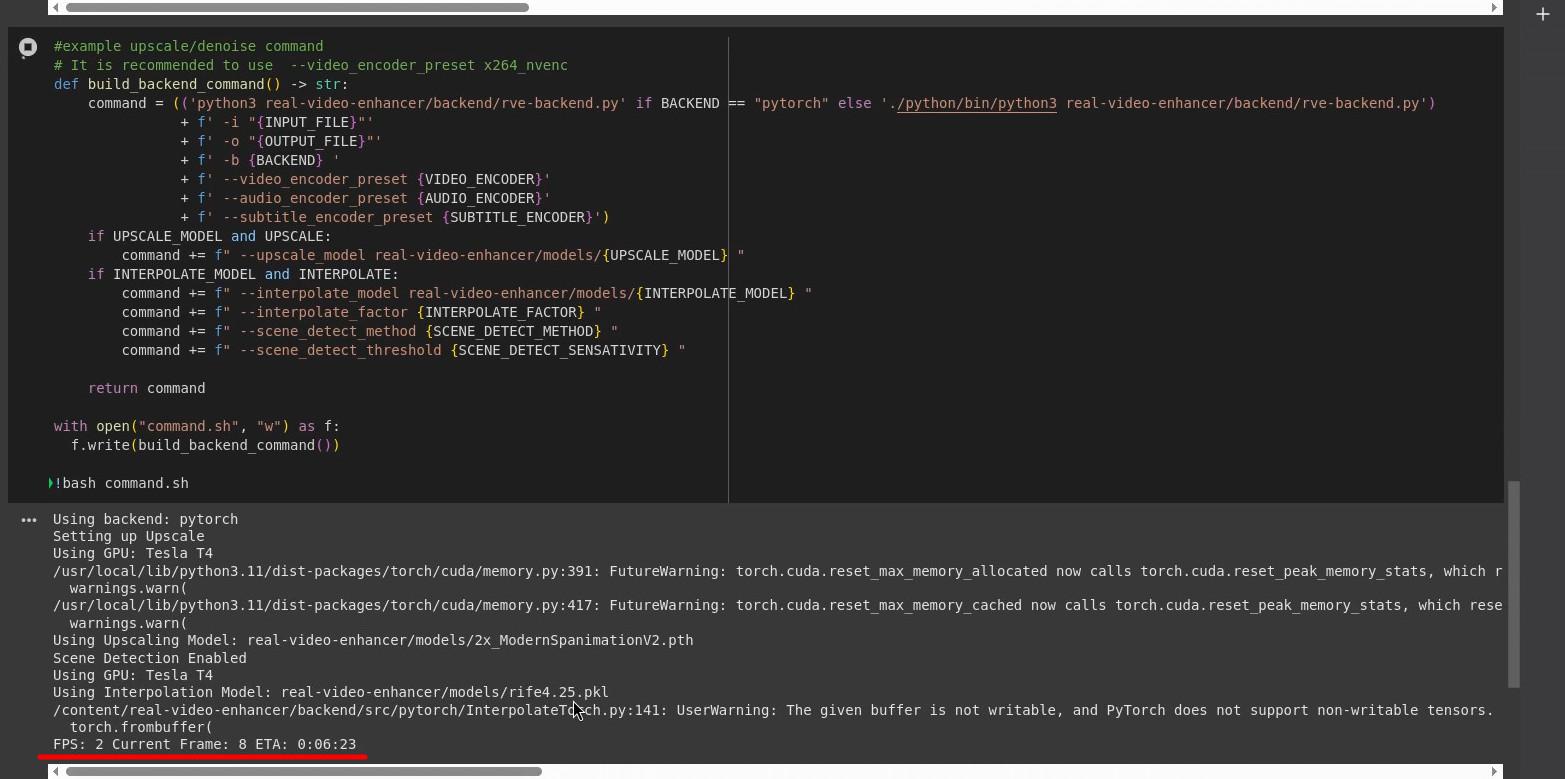 #example upscale/denoise command
# It is recommended to use  --video_encoder_preset x264_nvenc
def build_backend_command() -> str:
    command = (('python3 real-video-enhancer/backend/rve-backend.py' if BACKEND == "pytorch" else './python/bin/python3 real-video-enhancer/backend/rve-backend.py')
               + f' -i "{INPUT_FILE}"'
               + f' -o "{OUTPUT_FILE}"'
               + f' -b {BACKEND} '
               + f' --video_encoder_preset {VIDEO_ENCODER}'
               + f' --audio_encoder_preset {AUDIO_ENCODER}'
               + f' --subtitle_encoder_preset {SUBTITLE_ENCODER}')
    if UPSCALE_MODEL and UPSCALE:
        command += f" --upscale_model real-video-enhancer/models/{UPSCALE_MODEL} "
    if INTERPOLATE_MODEL and INTERPOLATE:
        command += f" --interpolate_model real-video-enhancer/models/{INTERPOLATE_MODEL} "
        command += f" --interpolate_factor {INTERPOLATE_FACTOR} "
        command += f" --scene_detect_method {SCENE_DETECT_METHOD} "
        command += f" --scene_detect_threshold {SCENE_DETECT_SENSATIVITY} "
    return command
with open("command.sh", "w") as f:
  f.write(build_backend_command())
!bash command.sh
Using backend: pytorch
Setting up Upscale
Using GPU: Tesla T4
/usr/local/lib/python3.11/dist-packages/torch/cuda/memory.py:391: FutureWarning: torch.cuda.reset_max_memory_allocated now calls torch.cuda.reset_peak_memory_stats, which r
  warnings.warn(
/usr/local/lib/python3.11/dist-packages/torch/cuda/memory.py:417: FutureWarning: torch.cuda.reset_max_memory_cached now calls torch.cuda.reset_peak_memory_stats, which rese
  warnings.warn(
Using Upscaling Model: real-video-enhancer/models/2x_ModernSpanimationV2.pth
Scene Detection Enabled
Using GPU: Tesla T4
Using Interpolation Model: real-video-enhancer/models/rife4.25.pkl
/content/real-video-enhancer/backend/src/pytorch/InterpolateTorch.py:141: UserWarning: The given buffer is not writable, and PyTorch does not support non-writable tensors.
  torch.frombuffer(
FPS: 2 Current Frame: 8 ETA: 0:06:23